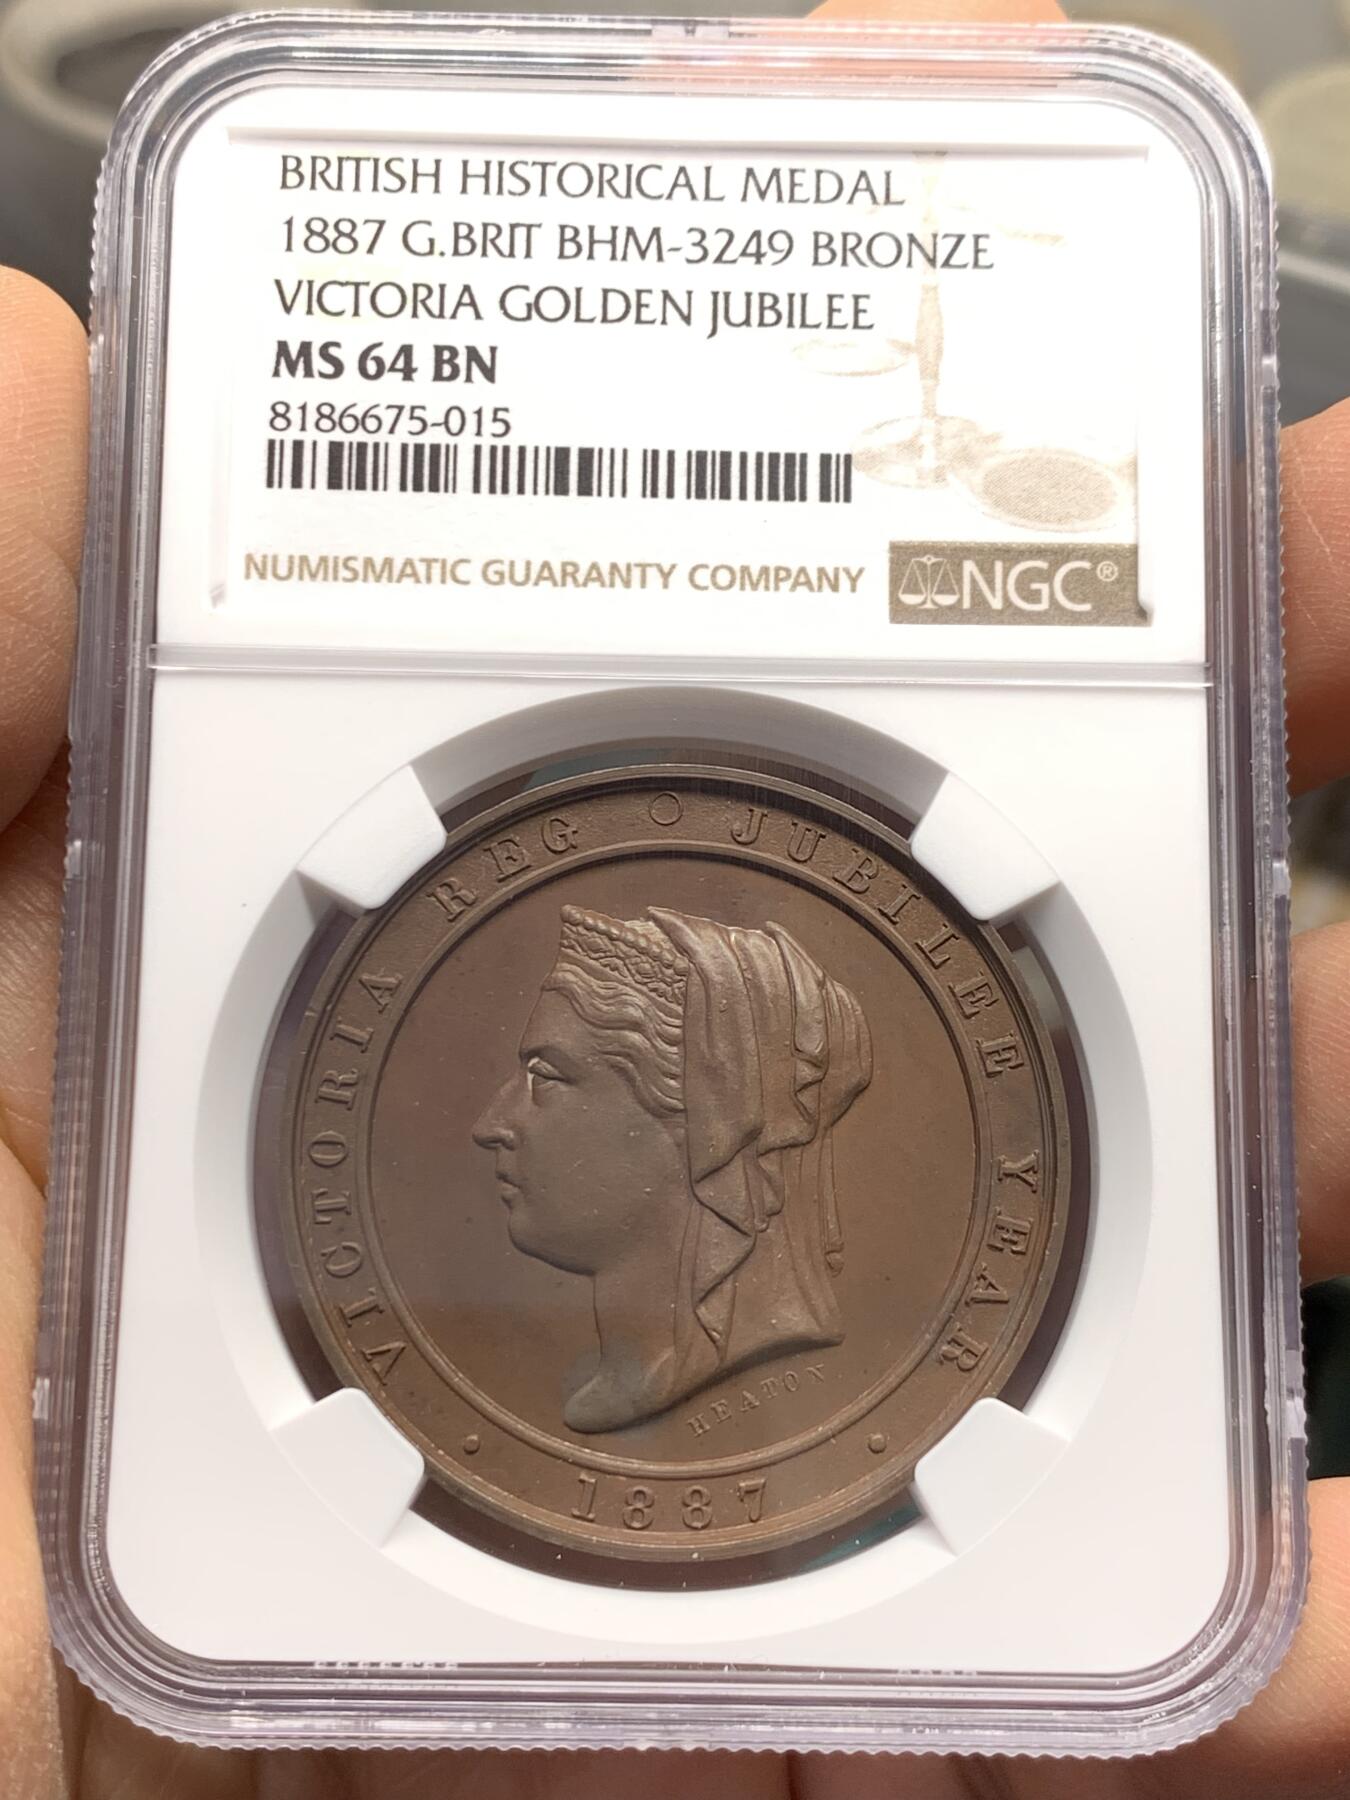 BRITISH HISTORICAL MEDAL
1887 G.BRIT BHM-3249 BRONZE
VICTORIA GOLDEN JUBILEE
MS 64 BN
8186675-015
NUMISMATIC GUARANTY COMPANY
NGC®
VICTORIA REG JUBILEE YEAR
HEATON
· 1887 ·